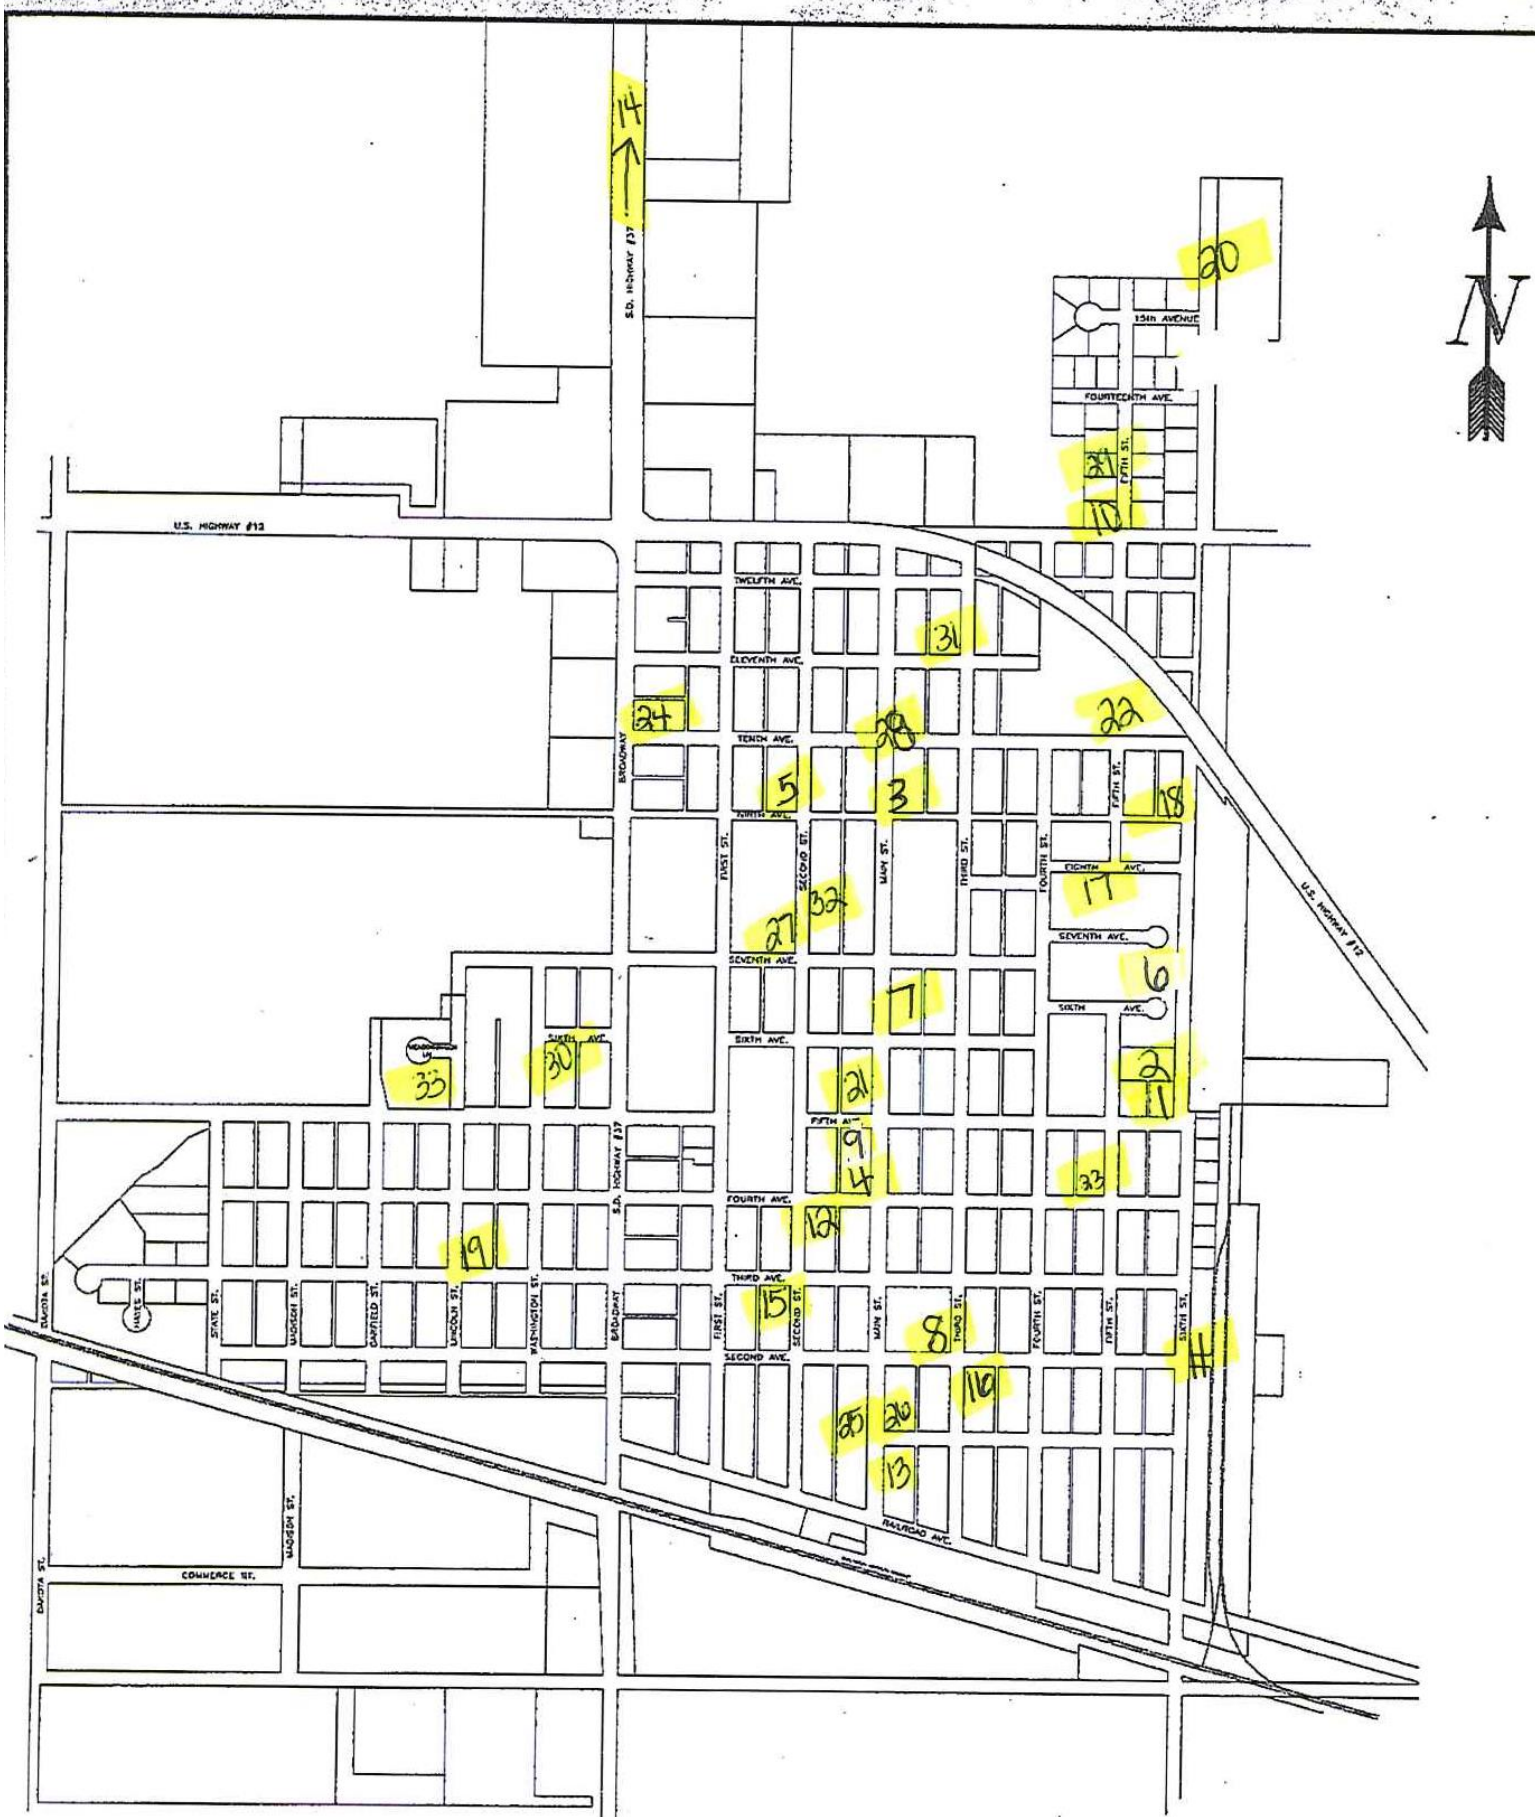 14
20
S.D. HIGHWAY #37
N
15th AVENUE
FOURTEENTH AVE.
29
FIFTH ST.
10
U.S. HIGHWAY #12
TWELFTH AVE.
31
ELEVENTH AVE.
24
22
28
TENTH AVE.
BROADWAY
5
3
18
FIFTH ST.
NINTH AVE.
FIRST ST.
SECOND ST.
MAIN ST.
THIRD ST.
FOURTH ST.
EIGHTH AVE.
17
32
27
U.S. HIGHWAY #12
SEVENTH AVE.
SEVENTH AVE.
6
7
SIXTH AVE.
SIXTH AVE.
SIXTH AVE.
30
33
2
21
1
FIFTH AVE.
9
S.D. HIGHWAY #37
4
23
FOURTH AVE.
12
19
THIRD AVE.
15
DAKOTA ST.
HAYES ST.
STATE ST.
MADISON ST.
GARFIELD ST.
LINCOLN ST.
WASHINGTON ST.
BROADWAY
FIRST ST.
SECOND ST.
MAIN ST.
8
THIRD ST.
FOURTH ST.
FIFTH ST.
SIXTH ST.
11
SECOND AVE.
16
25
26
13
RAILROAD AVE.
MADISON ST.
COMMERCE ST.
DAKOTA ST.